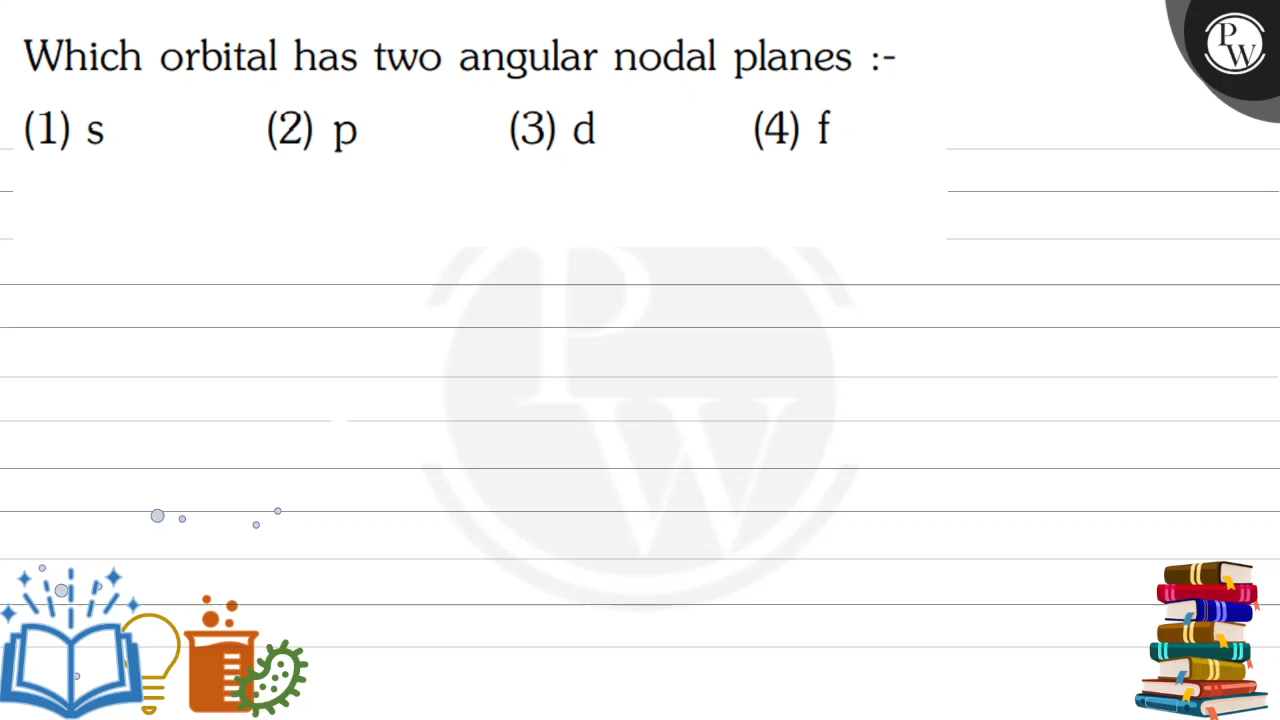 Which orbital has two angular nodal planes :-
(1) s (2) p (3) d (4) f
P
W
P
W